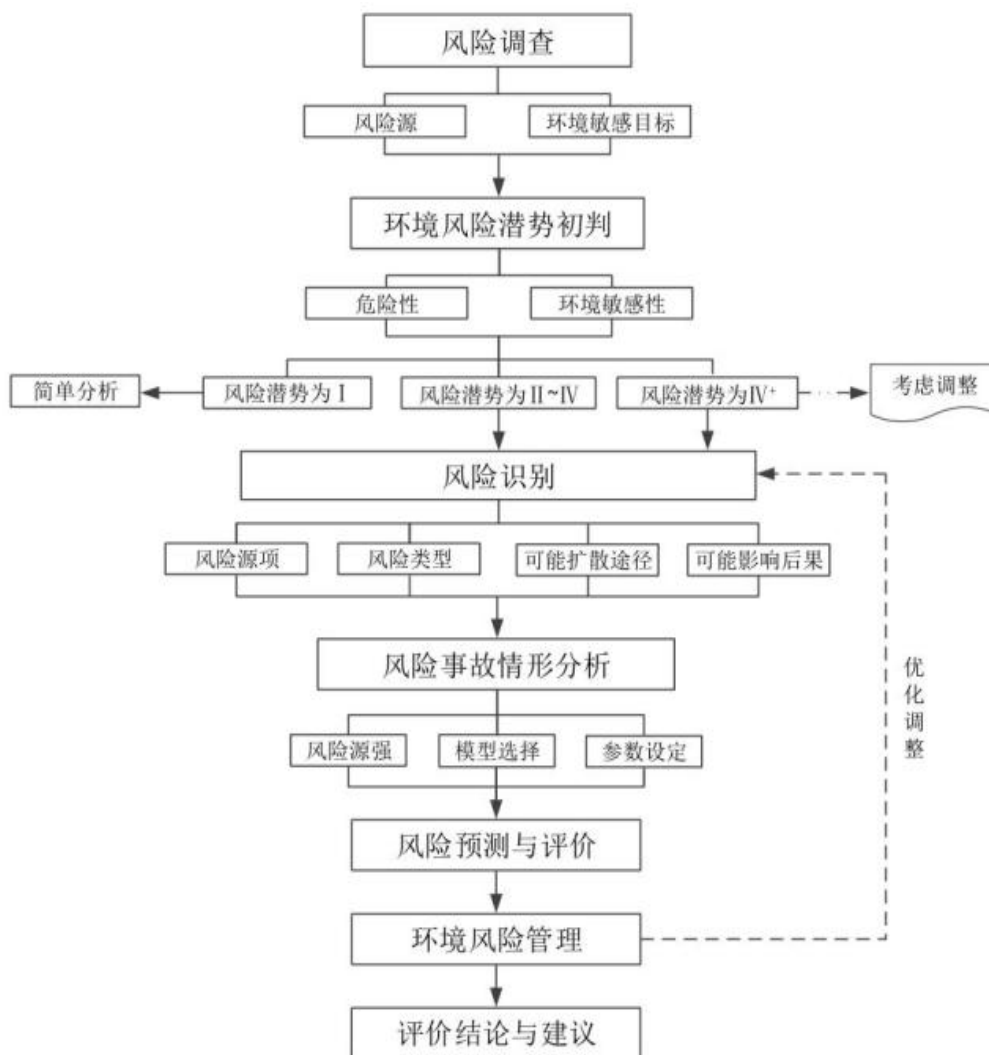 风险调查
风险源
环境敏感目标
环境风险潜势初判
危险性
环境敏感性
简单分析
风险潜势为Ⅰ
风险潜势为Ⅱ~Ⅳ
风险潜势为Ⅳ⁺
考虑调整
风险识别
风险源项
风险类型
可能扩散途径
可能影响后果
风险事故情形分析
风险源强
模型选择
参数设定
优化调整
风险预测与评价
环境风险管理
评价结论与建议